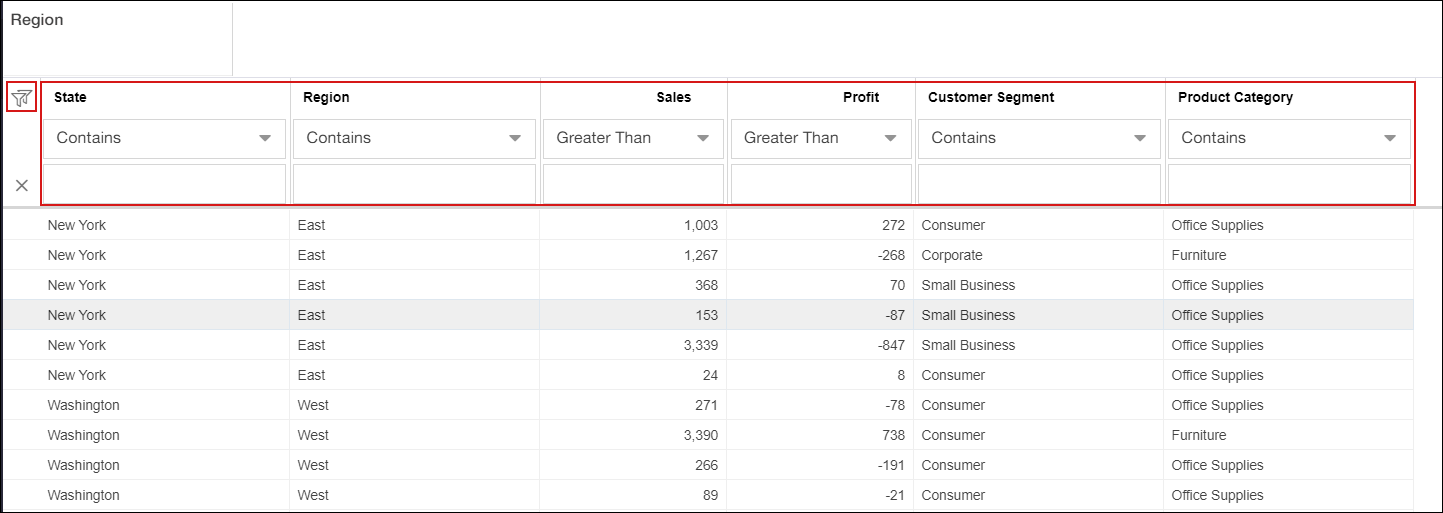 Region
State Region Sales Profit Customer Segment Product Category
Contains Contains Greater Than Greater Than Contains Contains
New York East 1,003 272 Consumer Office Supplies
New York East 1,267 -268 Corporate Furniture
New York East 368 70 Small Business Office Supplies
New York East 153 -87 Small Business Office Supplies
New York East 3,339 -847 Small Business Office Supplies
New York East 24 8 Consumer Office Supplies
Washington West 271 -78 Consumer Office Supplies
Washington West 3,390 738 Consumer Furniture
Washington West 266 -191 Consumer Office Supplies
Washington West 89 -21 Consumer Office Supplies